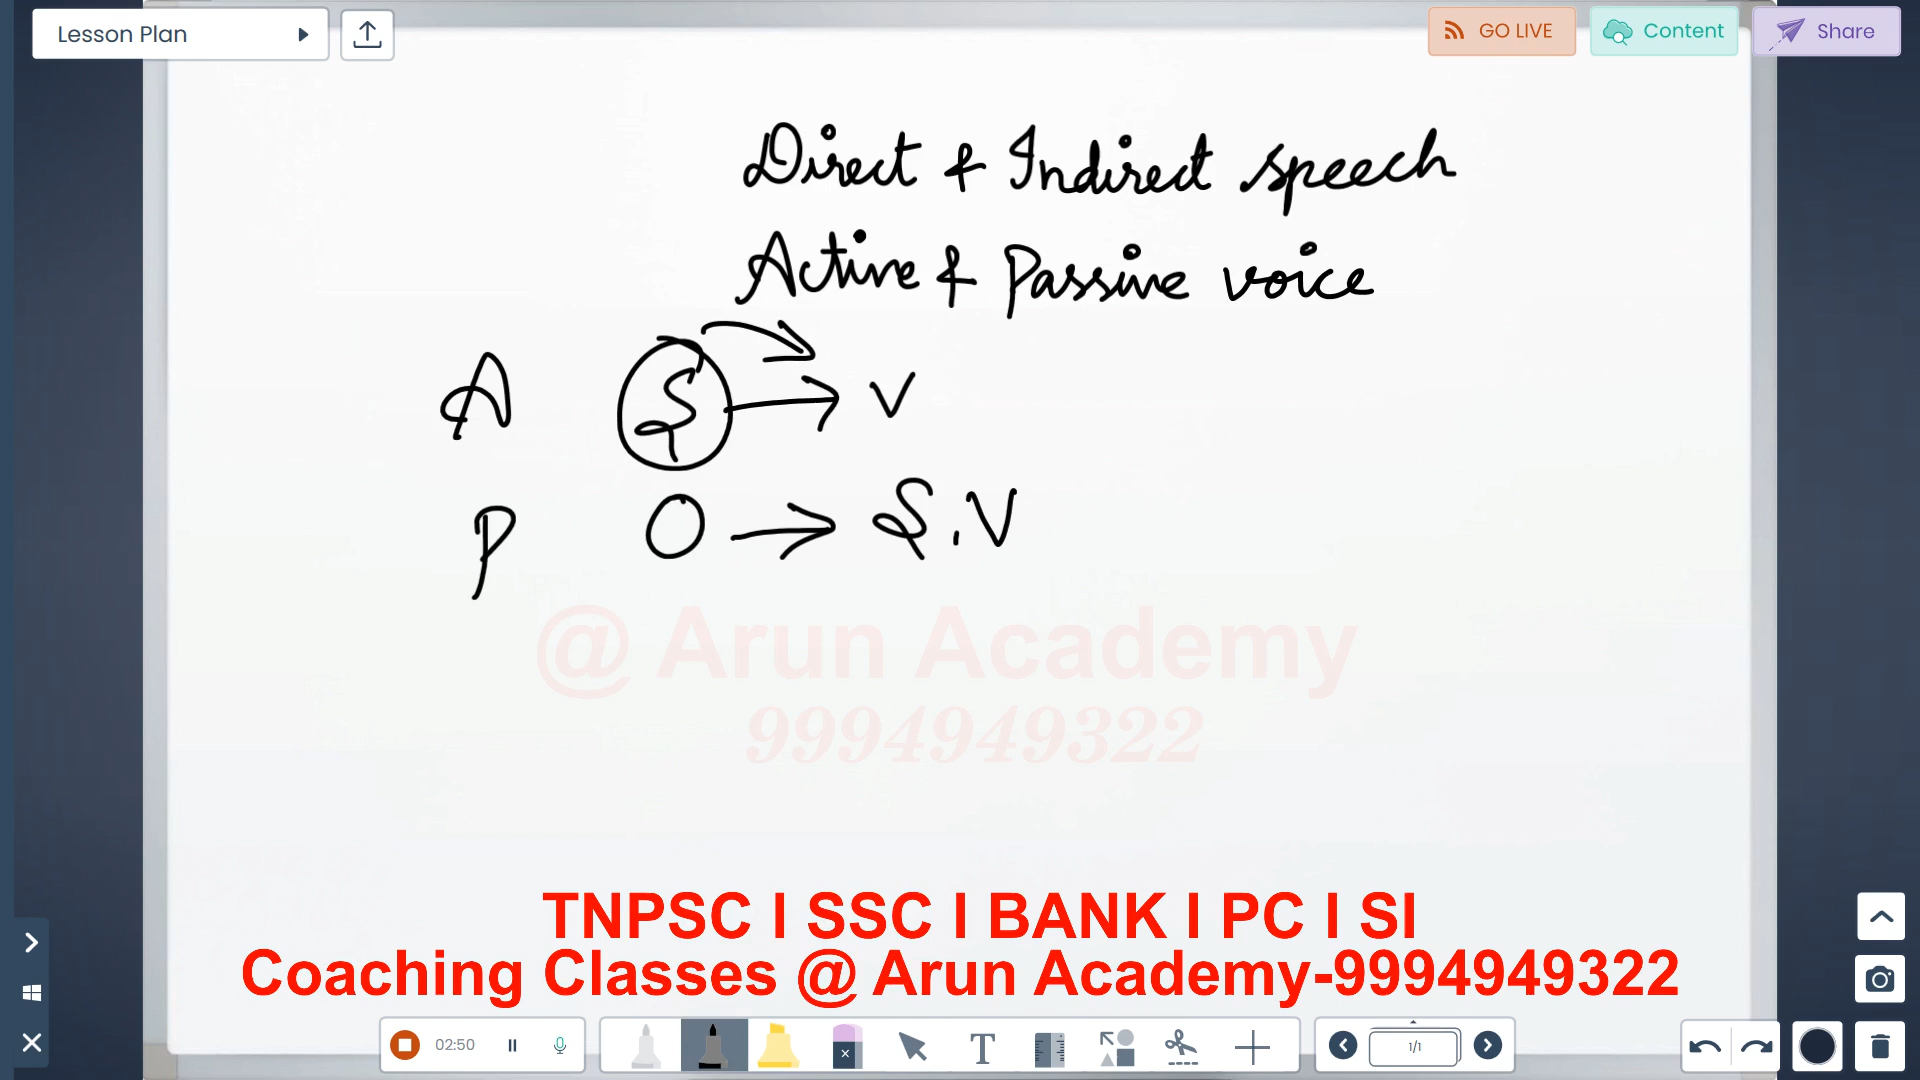 Lesson Plan
GO LIVE
Content
Share
Direct & Indirect speech
Active & Passive voice
A S → V
P O → S.V
@ Arun Academy
9994949322
TNPSC I SSC I BANK I PC I SI
Coaching Classes @ Arun Academy-9994949322
02:50
T
1/1